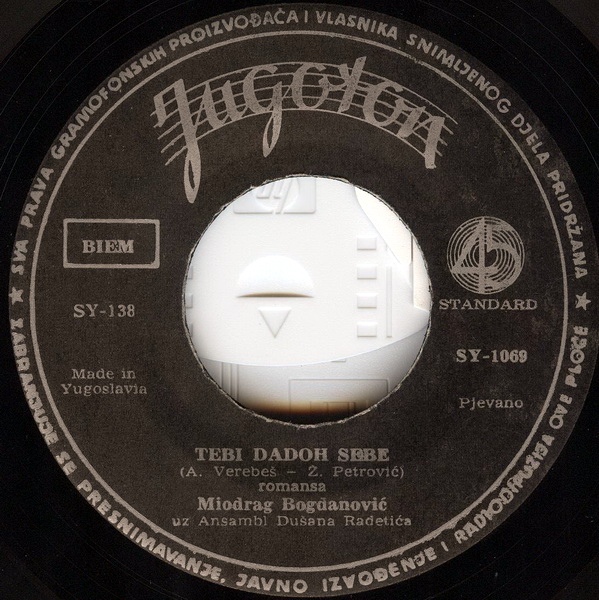 SVA PRAVA GRAMOFONSKIH PROIZVOĐAČA I VLASNIKA SNIMLJENOG DJELA PRIDRŽANA ★
Jugoton
BIEM
45
STANDARD
SY-138
SY-1069
Made in
Yugoslavia
Pjevano
TEBI DADOH SEBE
(A. Verebeš – Ž. Petrović)
romansa
Miodrag Bogdanović
uz Ansambl Dušana Radetića
★ ZABRANJUJE SE PRESNIMAVANJE, JAVNO IZVOĐENJE I RADIODIFUZIJA OVE PLOČE